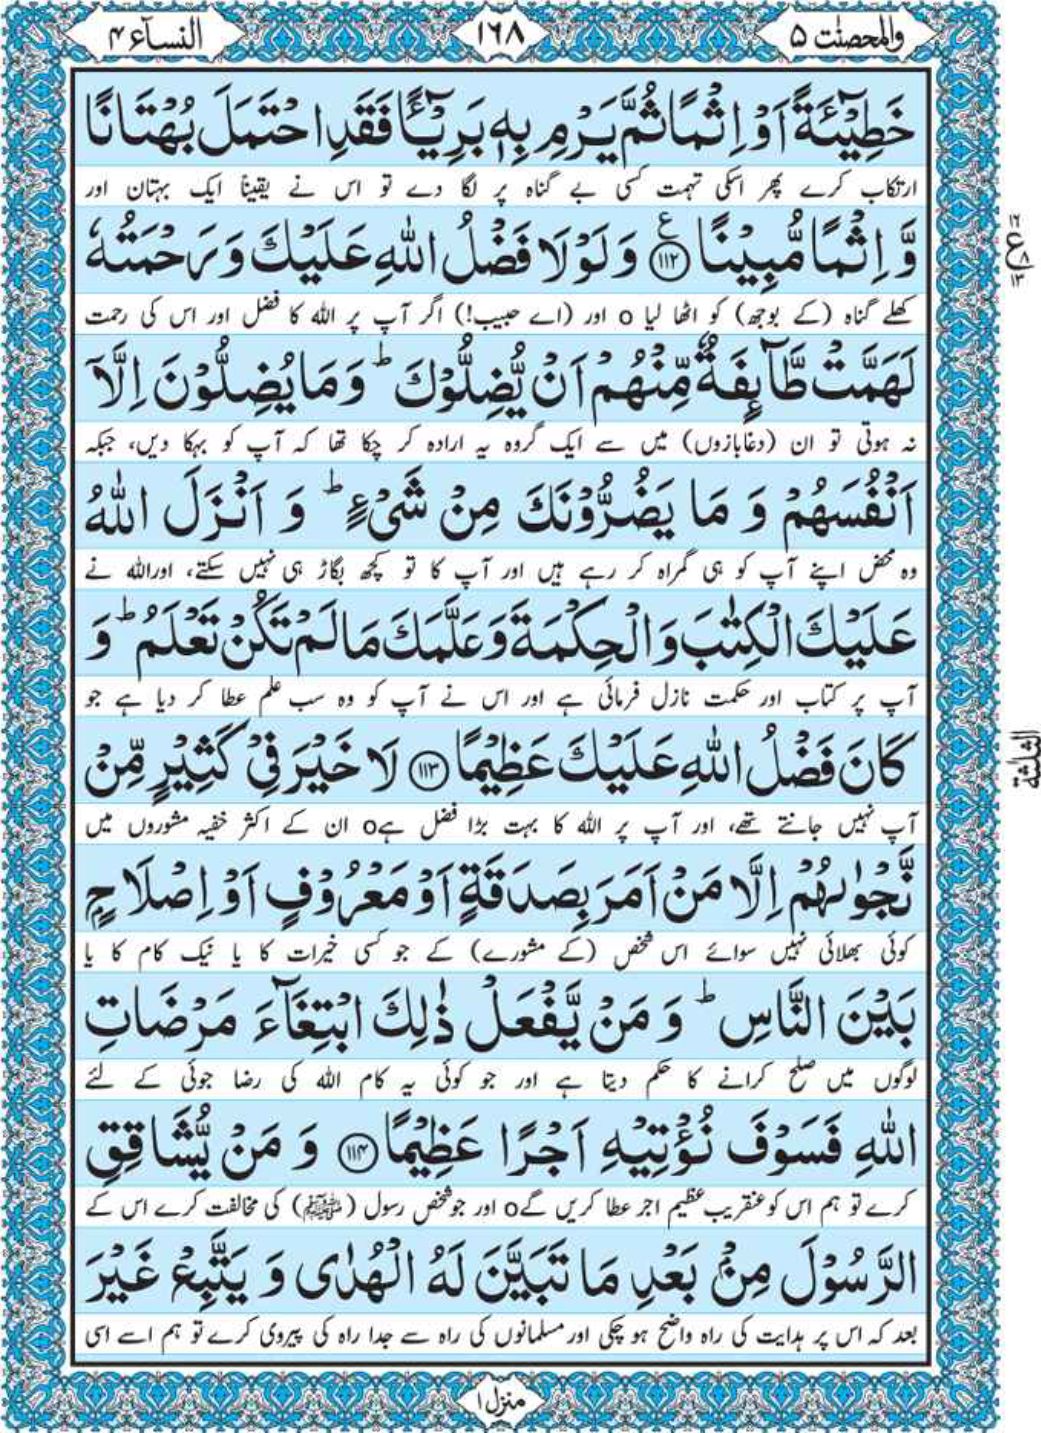 والمحصنٰت ۵
١٦٨
النسآء ۴
خَطِيْٓـَٔةً اَوْ اِثْمًا ثُمَّ يَرْمِ بِهٖ بَرِيْٓـًٔا فَقَدِ احْتَمَلَ بُهْتَانًا
ارتکاب کرے پھر اسکی تہمت کسی بے گناہ پر لگا دے تو اس نے یقیناً ایک بہتان اور
وَّ اِثْمًا مُّبِيْنًا ﴿۱۱۲﴾ ع وَ لَوْ لَا فَضْلُ اللّٰهِ عَلَيْكَ وَ رَحْمَتُهٗ
کھلے گناہ (کے بوجھ) کو اٹھا لیا o اور (اے حبیب!) اگر آپ پر اللہ کا فضل اور اس کی رحمت
لَهَمَّتْ طَّآىِٕفَةٌ مِّنْهُمْ اَنْ يُّضِلُّوْكَ ؕ وَ مَا يُضِلُّوْنَ اِلَّاۤ
نہ ہوتی تو ان (دغابازوں) میں سے ایک گروہ یہ ارادہ کر چکا تھا کہ آپ کو بہکا دیں، جبکہ
اَنْفُسَهُمْ وَ مَا يَضُرُّوْنَكَ مِنْ شَيْءٍ ؕ وَ اَنْزَلَ اللّٰهُ
وہ محض اپنے آپ کو ہی گمراہ کر رہے ہیں اور آپ کا تو کچھ بگاڑ ہی نہیں سکتے، اوراللہ نے
عَلَيْكَ الْكِتٰبَ وَ الْحِكْمَةَ وَ عَلَّمَكَ مَا لَمْ تَكُنْ تَعْلَمُ ؕ وَ
آپ پر کتاب اور حکمت نازل فرمائی ہے اور اس نے آپ کو وہ سب علم عطا کر دیا ہے جو
كَانَ فَضْلُ اللّٰهِ عَلَيْكَ عَظِيْمًا ﴿۱۱۳﴾ لَا خَيْرَ فِيْ كَثِيْرٍ مِّنْ
آپ نہیں جانتے تھے، اور آپ پر اللہ کا بہت بڑا فضل ہےo ان کے اکثر خفیہ مشوروں میں
نَّجْوٰىهُمْ اِلَّا مَنْ اَمَرَ بِصَدَقَةٍ اَوْ مَعْرُوْفٍ اَوْ اِصْلَاحٍۭ
کوئی بھلائی نہیں سوائے اس شخص (کے مشورے) کے جو کسی خیرات کا یا نیک کام کا یا
بَيْنَ النَّاسِ ؕ وَ مَنْ يَّفْعَلْ ذٰلِكَ ابْتِغَآءَ مَرْضَاتِ
لوگوں میں صلح کرانے کا حکم دیتا ہے اور جو کوئی یہ کام اللہ کی رضا جوئی کے لئے
اللّٰهِ فَسَوْفَ نُؤْتِيْهِ اَجْرًا عَظِيْمًا ﴿۱۱۴﴾ وَ مَنْ يُّشَاقِقِ
کرے تو ہم اس کو عنقریب عظیم اجر عطا کریں گےo اور جو شخص رسول (ﷺ) کی مخالفت کرے اس کے
الرَّسُوْلَ مِنْۢ بَعْدِ مَا تَبَيَّنَ لَهُ الْهُدٰى وَ يَتَّبِعْ غَيْرَ
بعد کہ اس پر ہدایت کی راہ واضح ہو چکی اور مسلمانوں کی راہ سے جدا راہ کی پیروی کرے تو ہم اسے اسی
منزل ۱
۱۶
ع ۸
۱۳
الثلثة